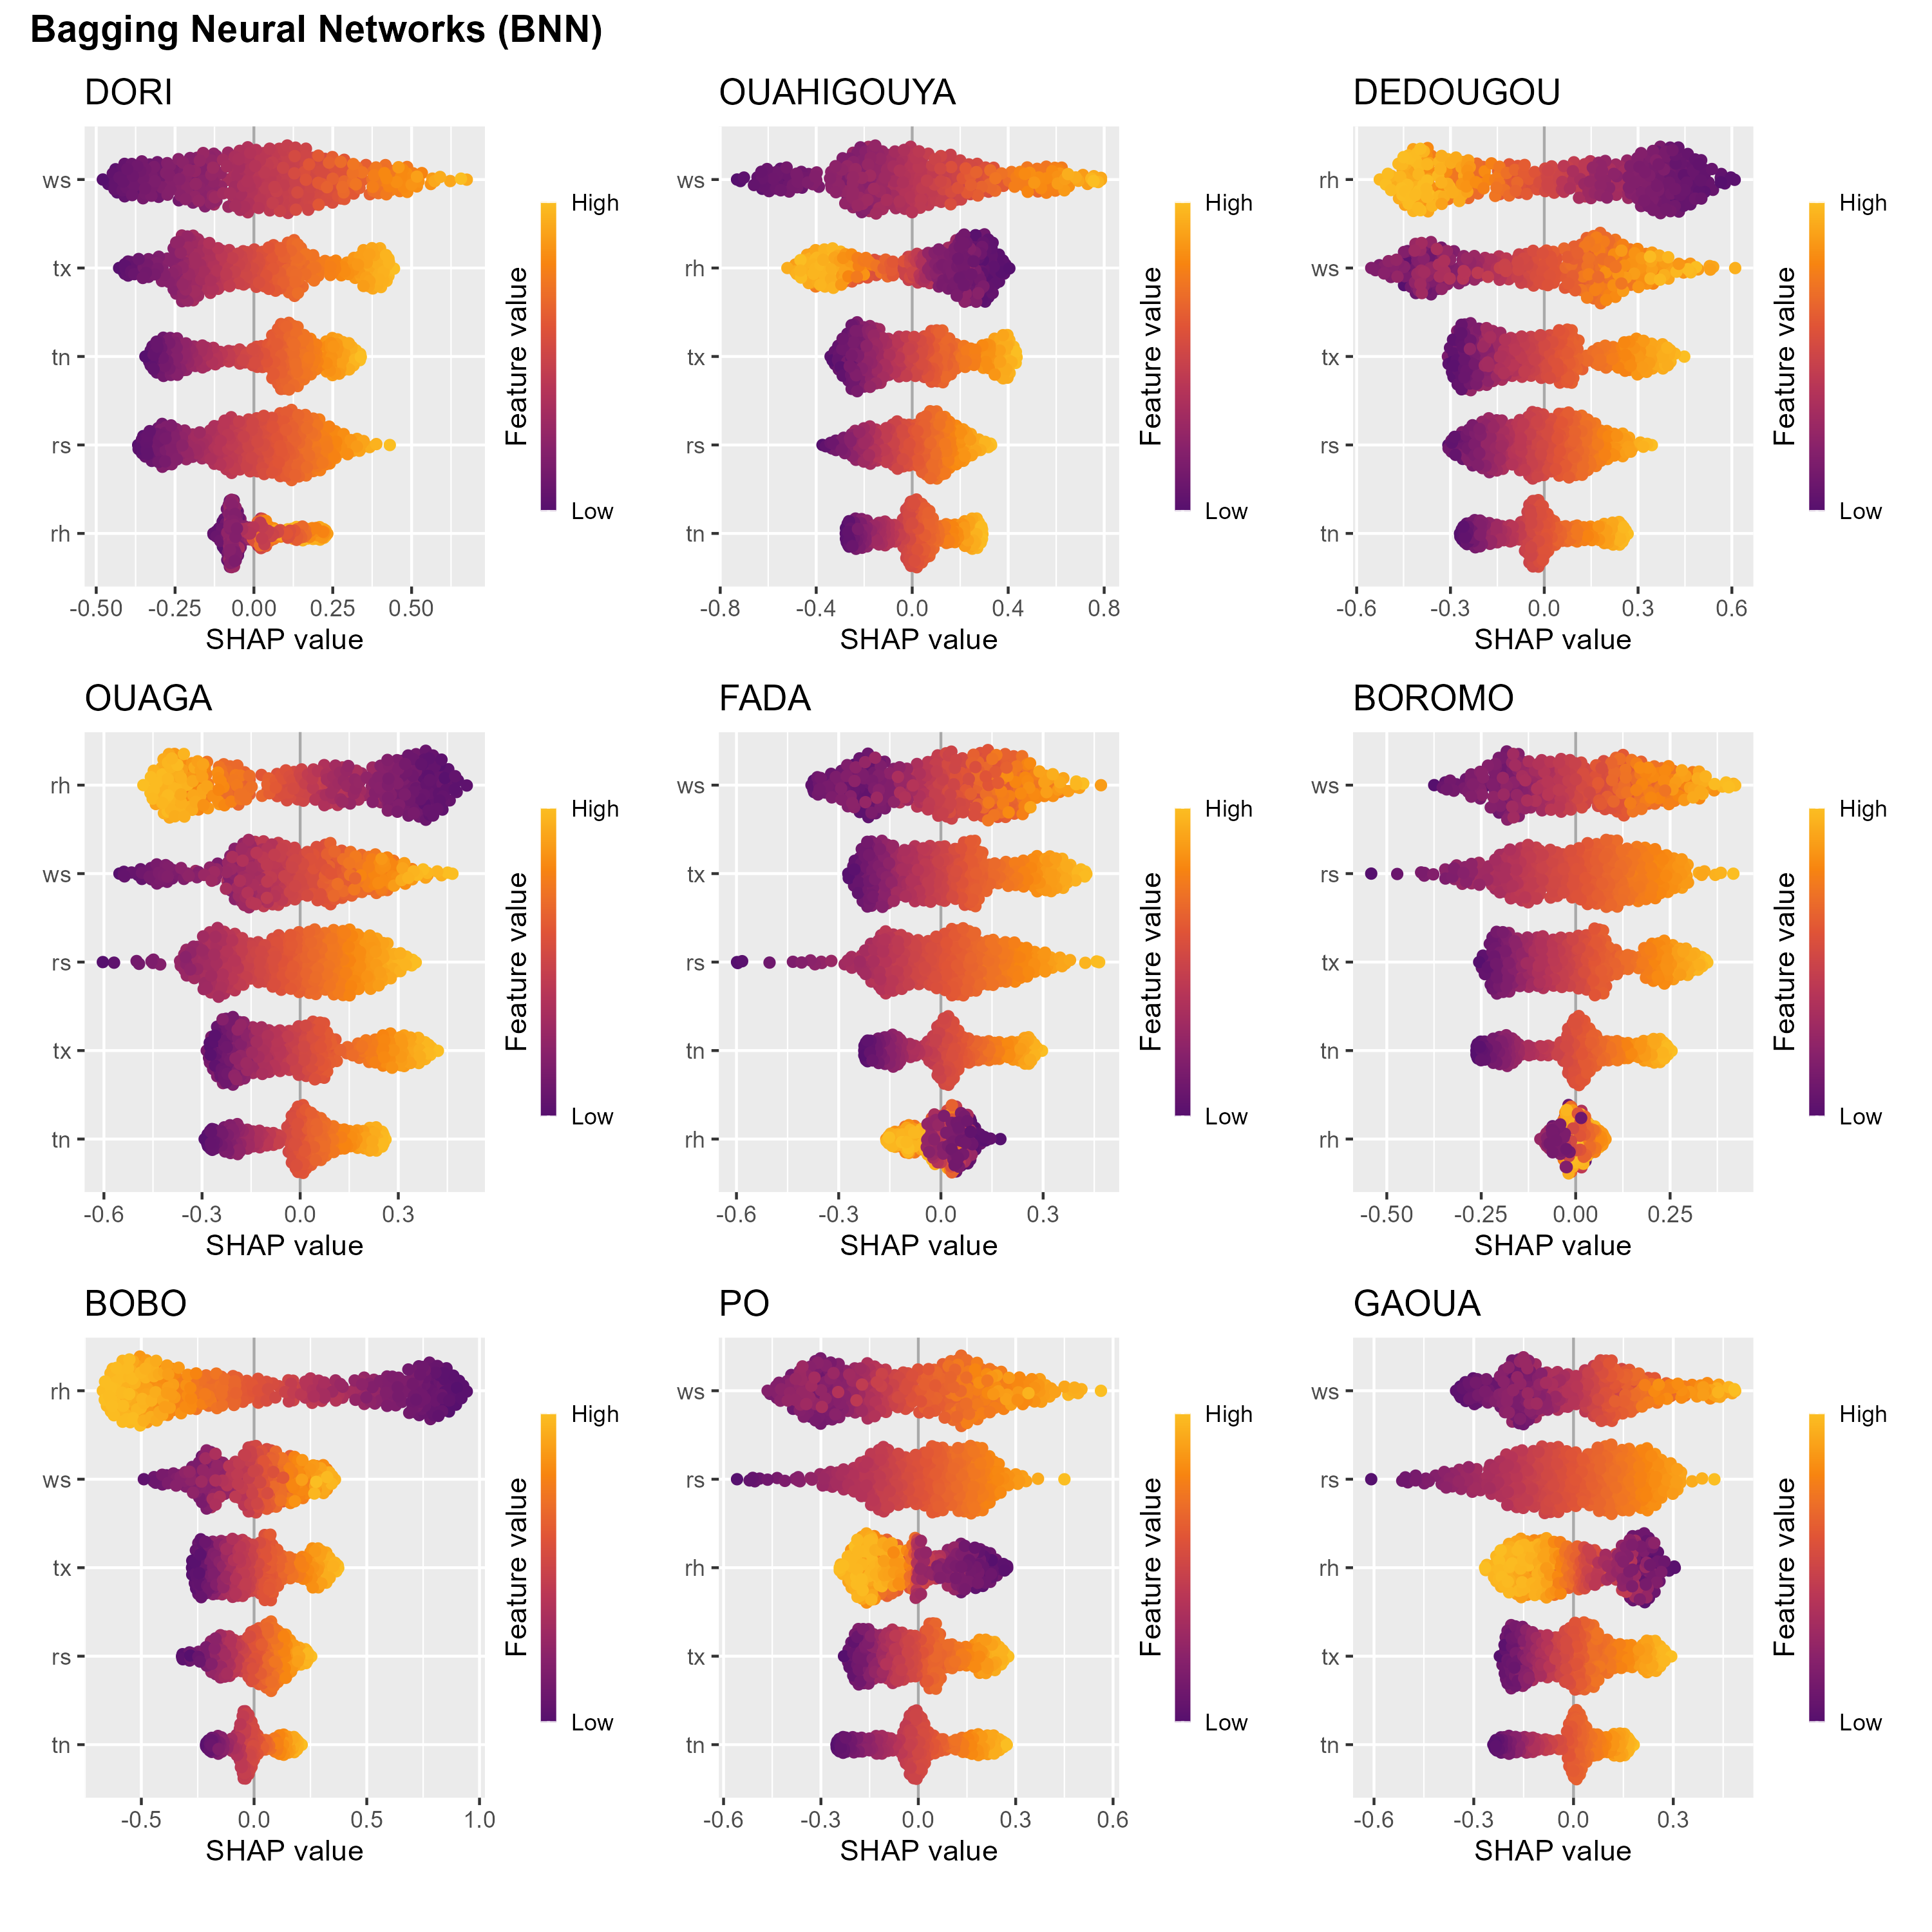 Bagging Neural Networks (BNN)
DORI
ws
tx
tn
rs
rh
-0.50 -0.25 0.00 0.25 0.50
SHAP value
High
Feature value
Low
OUAHIGOUYA
ws
rh
tx
rs
tn
-0.8 -0.4 0.0 0.4 0.8
SHAP value
High
Feature value
Low
DEDOUGOU
rh
ws
tx
rs
tn
-0.6 -0.3 0.0 0.3 0.6
SHAP value
High
Feature value
Low
OUAGA
rh
ws
rs
tx
tn
-0.6 -0.3 0.0 0.3
SHAP value
High
Feature value
Low
FADA
ws
tx
rs
tn
rh
-0.6 -0.3 0.0 0.3
SHAP value
High
Feature value
Low
BOROMO
ws
rs
tx
tn
rh
-0.50 -0.25 0.00 0.25
SHAP value
High
Feature value
Low
BOBO
rh
ws
tx
rs
tn
-0.5 0.0 0.5 1.0
SHAP value
High
Feature value
Low
PO
ws
rs
rh
tx
tn
-0.6 -0.3 0.0 0.3 0.6
SHAP value
High
Feature value
Low
GAOUA
ws
rs
rh
tx
tn
-0.6 -0.3 0.0 0.3
SHAP value
High
Feature value
Low